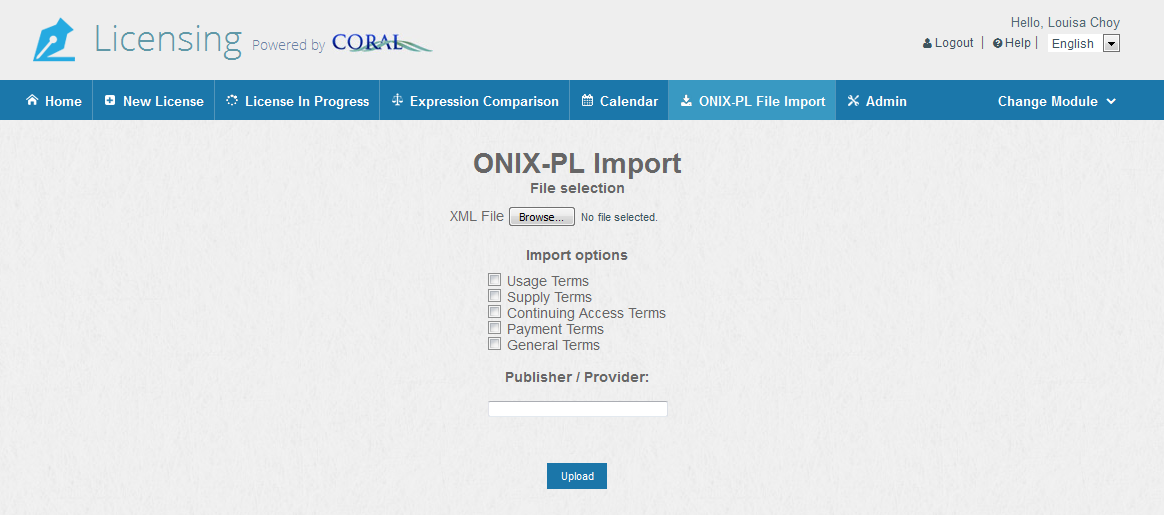 Hello, Louisa Choy
Licensing Powered by CORAL
Logout | Help | English
Home New License License In Progress Expression Comparison Calendar ONIX-PL File Import Admin Change Module
ONIX-PL Import
File selection
XML File Browse... No file selected.
Import options
Usage Terms
Supply Terms
Continuing Access Terms
Payment Terms
General Terms
Publisher / Provider:
Upload